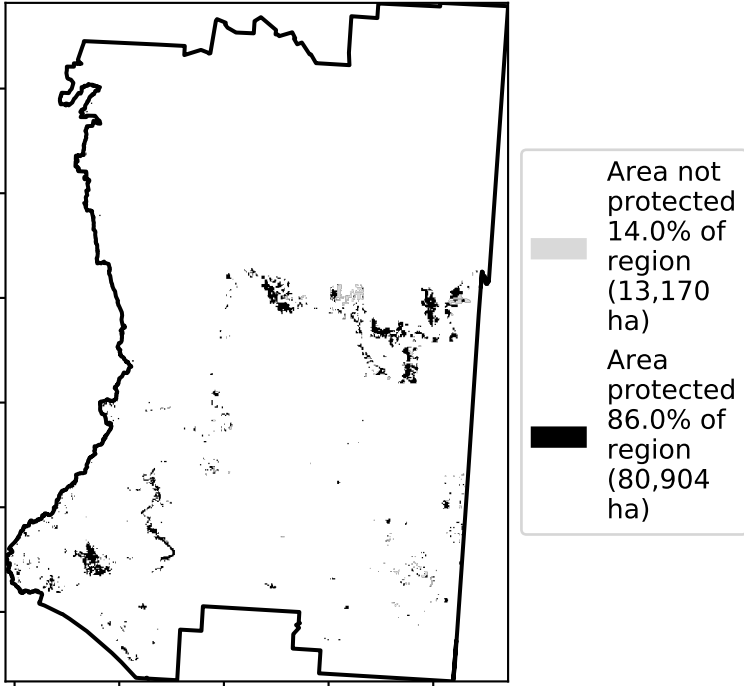 Area not
protected
14.0% of
region
(13,170
ha)
Area
protected
86.0% of
region
(80,904
ha)